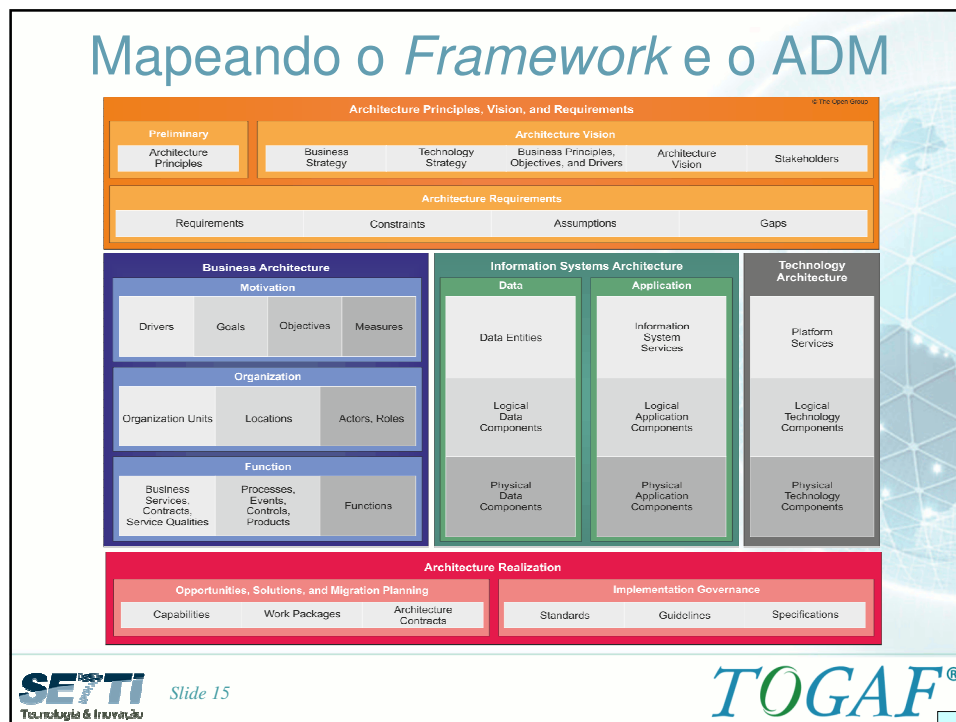 Mapeando o Framework e o ADM
© The Open Group
Architecture Principles, Vision, and Requirements
Preliminary
Architecture
Principles
Architecture Vision
Business
Strategy
Technology
Strategy
Business Principles,
Objectives, and Drivers
Architecture
Vision
Stakeholders
Architecture Requirements
Requirements
Constraints
Assumptions
Gaps
Business Architecture
Motivation
Drivers
Goals
Objectives
Measures
Organization
Organization Units
Locations
Actors, Roles
Function
Business
Services,
Contracts,
Service Qualities
Processes,
Events,
Controls,
Products
Functions
Information Systems Architecture
Data
Data Entities
Logical
Data
Components
Physical
Data
Components
Application
Information
System
Services
Logical
Application
Components
Physical
Application
Components
Technology
Architecture
Platform
Services
Logical
Technology
Components
Physical
Technology
Components
Architecture Realization
Opportunities, Solutions, and Migration Planning
Capabilities
Work Packages
Architecture
Contracts
Implementation Governance
Standards
Guidelines
Specifications
Tecnologia & Inovação
Slide 15
TOGAF®